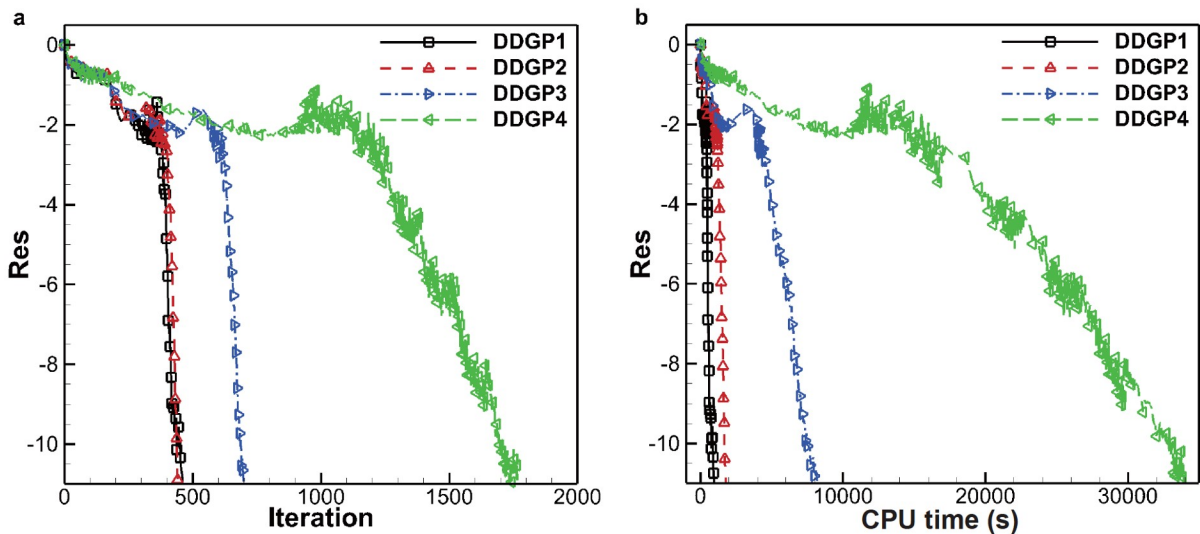 a
0
-2
-4
-6
-8
-10
Res
0
500
1000
1500
2000
Iteration
DDGP1
DDGP2
DDGP3
DDGP4
b
0
-2
-4
-6
-8
-10
Res
0
10000
20000
30000
CPU time (s)
DDGP1
DDGP2
DDGP3
DDGP4